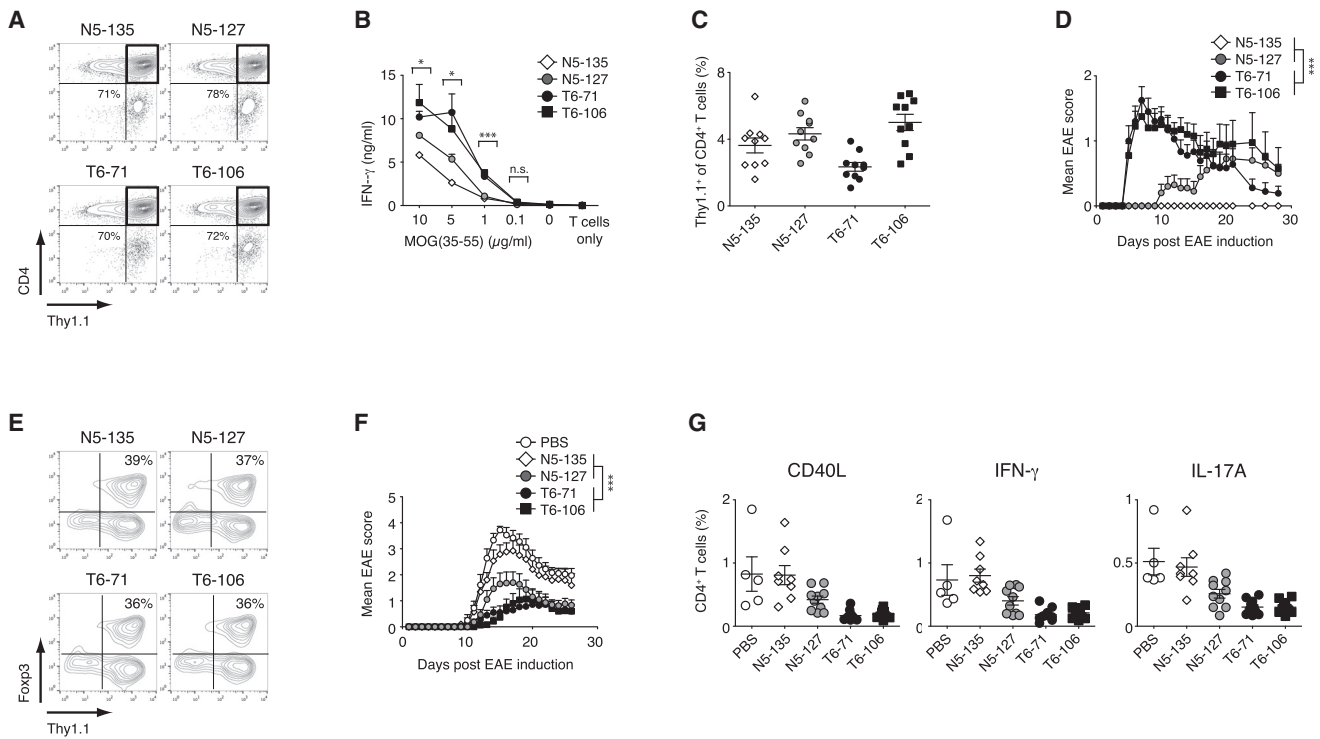 A
N5-135
N5-127
71%
78%
T6-71
T6-106
70%
72%
CD4
Thy1.1
B
N5-135
N5-127
T6-71
T6-106
15
10
5
0
IFN-γ (ng/ml)
*
*
***
n.s.
10
5
1
0.1
0
T cells
only
MOG(35-55) (µg/ml)
C
8
4
0
Thy1.1⁺ of CD4⁺ T cells (%)
N5-135
N5-127
T6-71
T6-106
D
N5-135
N5-127
T6-71
T6-106
***
2
1
0
Mean EAE score
0
10
20
30
Days post EAE induction
E
N5-135
N5-127
39%
37%
T6-71
T6-106
36%
36%
Foxp3
Thy1.1
F
PBS
N5-135
N5-127
T6-71
T6-106
***
5
4
3
2
1
0
Mean EAE score
0
10
20
30
Days post EAE induction
G
CD40L
IFN-γ
IL-17A
CD4⁺ T cells (%)
2
1
0
PBS
N5-135
N5-127
T6-71
T6-106
2
1
0
PBS
N5-135
N5-127
T6-71
T6-106
1
0.5
0
PBS
N5-135
N5-127
T6-71
T6-106